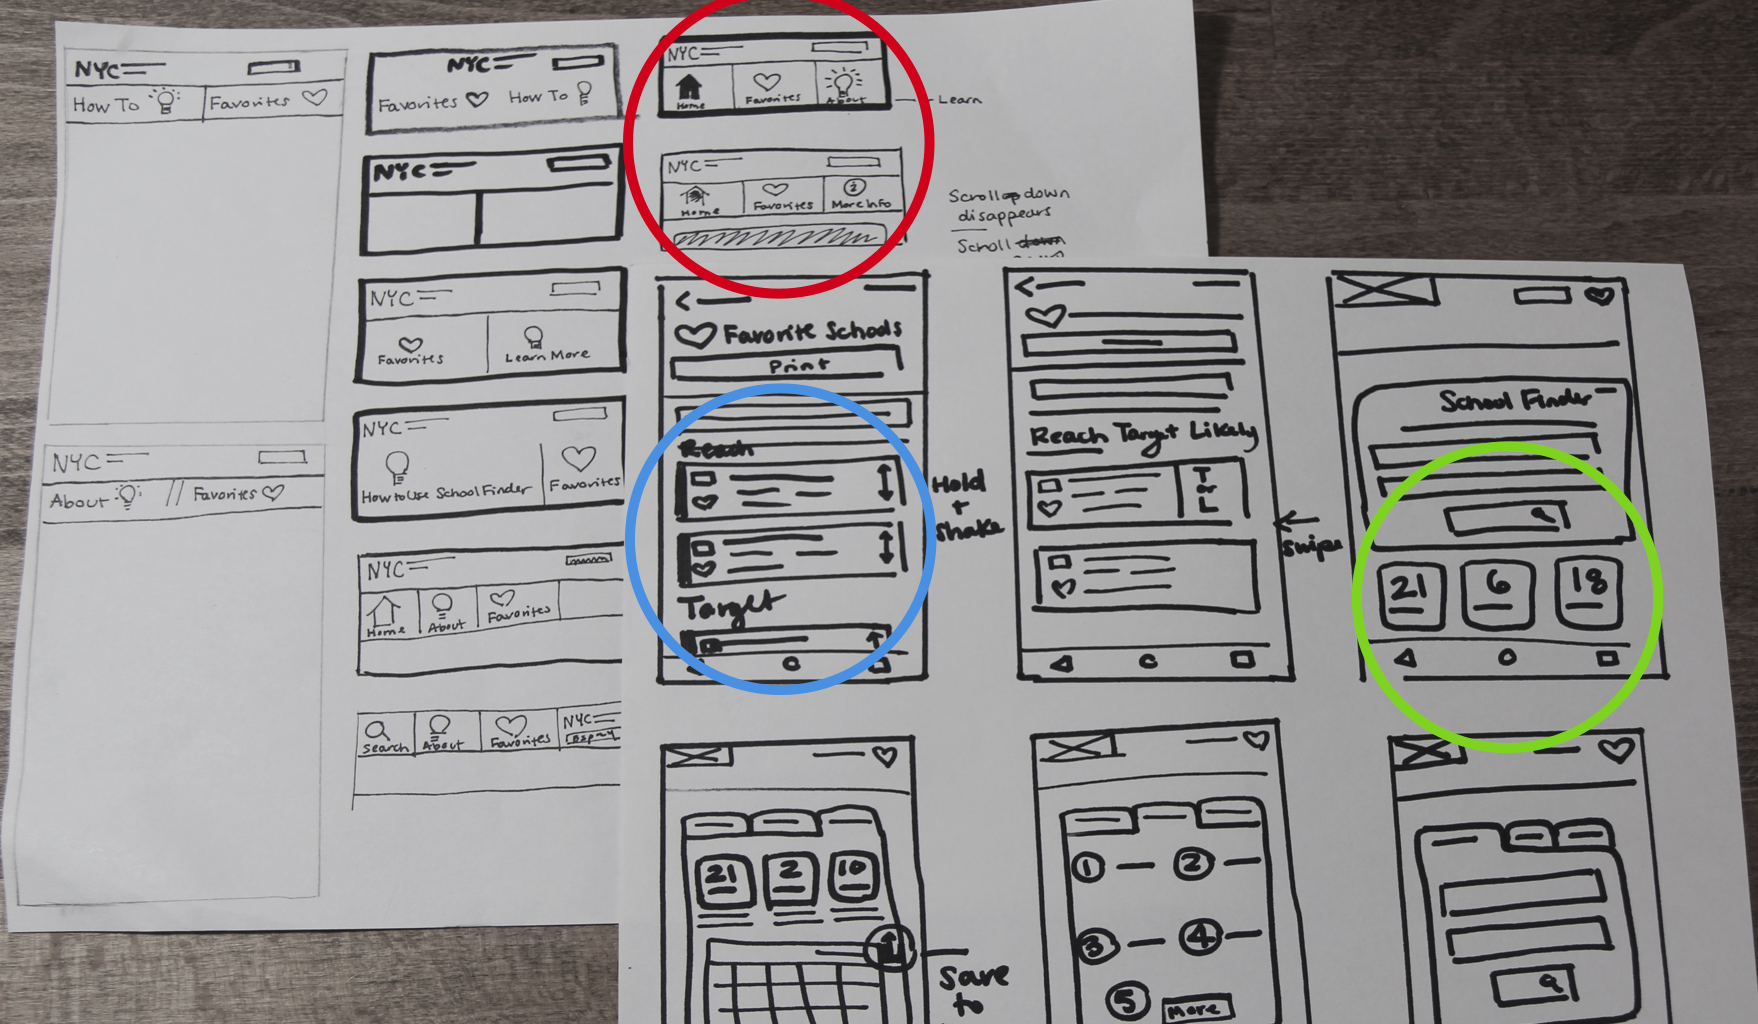 NYC
How To
Favorites
NYC
About
Favorites
NYC
Favorites
How To
NYC
NYC
Favorites
Learn More
NYC
How to Use School Finder
Favorites
NYC
Home
About
Favorites
Search
About
Favorites
NYC
NYC
Home
Favorites
About
Learn
NYC
Home
Favorites
More Info
Scroll down
disappears
Scroll down
Favorite Schools
Print
Reach
Target
Hold
+
Shake
Reach Target Likely
T
or
L
Swipe
School Finder
21
6
18
21
2
10
Save
to
1
2
3
4
5
More